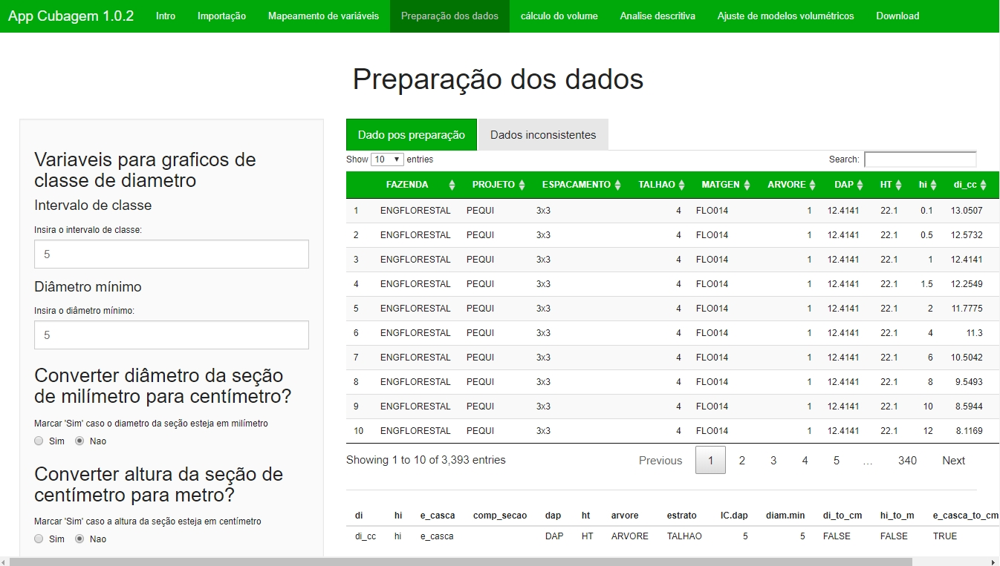 App Cubagem 1.0.2 Intro Importação Mapeamento de variáveis Preparação dos dados cálculo do volume Analise descritiva Ajuste de modelos volumétricos Download
Preparação dos dados
Variaveis para graficos de
classe de diametro
Intervalo de classe
Insira o intervalo de classe:
5
Diâmetro mínimo
Insira o diâmetro mínimo:
5
Converter diâmetro da seção
de milímetro para centímetro?
Marcar 'Sim' caso o diametro da seção esteja em milímetro
Sim Nao
Converter altura da seção de
centímetro para metro?
Marcar 'Sim' caso a altura da seção esteja em centímetro
Sim Nao
Dado pos preparação Dados inconsistentes
Show 10 entries Search:
FAZENDA PROJETO ESPACAMENTO TALHAO MATGEN ARVORE DAP HT hi di_cc
1 ENGFLORESTAL PEQUI 3x3 4 FLO014 1 12.4141 22.1 0.1 13.0507
2 ENGFLORESTAL PEQUI 3x3 4 FLO014 1 12.4141 22.1 0.5 12.5732
3 ENGFLORESTAL PEQUI 3x3 4 FLO014 1 12.4141 22.1 1 12.4141
4 ENGFLORESTAL PEQUI 3x3 4 FLO014 1 12.4141 22.1 1.5 12.2549
5 ENGFLORESTAL PEQUI 3x3 4 FLO014 1 12.4141 22.1 2 11.7775
6 ENGFLORESTAL PEQUI 3x3 4 FLO014 1 12.4141 22.1 4 11.3
7 ENGFLORESTAL PEQUI 3x3 4 FLO014 1 12.4141 22.1 6 10.5042
8 ENGFLORESTAL PEQUI 3x3 4 FLO014 1 12.4141 22.1 8 9.5493
9 ENGFLORESTAL PEQUI 3x3 4 FLO014 1 12.4141 22.1 10 8.5944
10 ENGFLORESTAL PEQUI 3x3 4 FLO014 1 12.4141 22.1 12 8.1169
Showing 1 to 10 of 3,393 entries Previous 1 2 3 4 5 … 340 Next
di hi e_casca comp_secao dap ht arvore estrato IC.dap diam.min di_to_cm hi_to_m e_casca_to_cm
di_cc hi e_casca DAP HT ARVORE TALHAO 5 5 FALSE FALSE TRUE